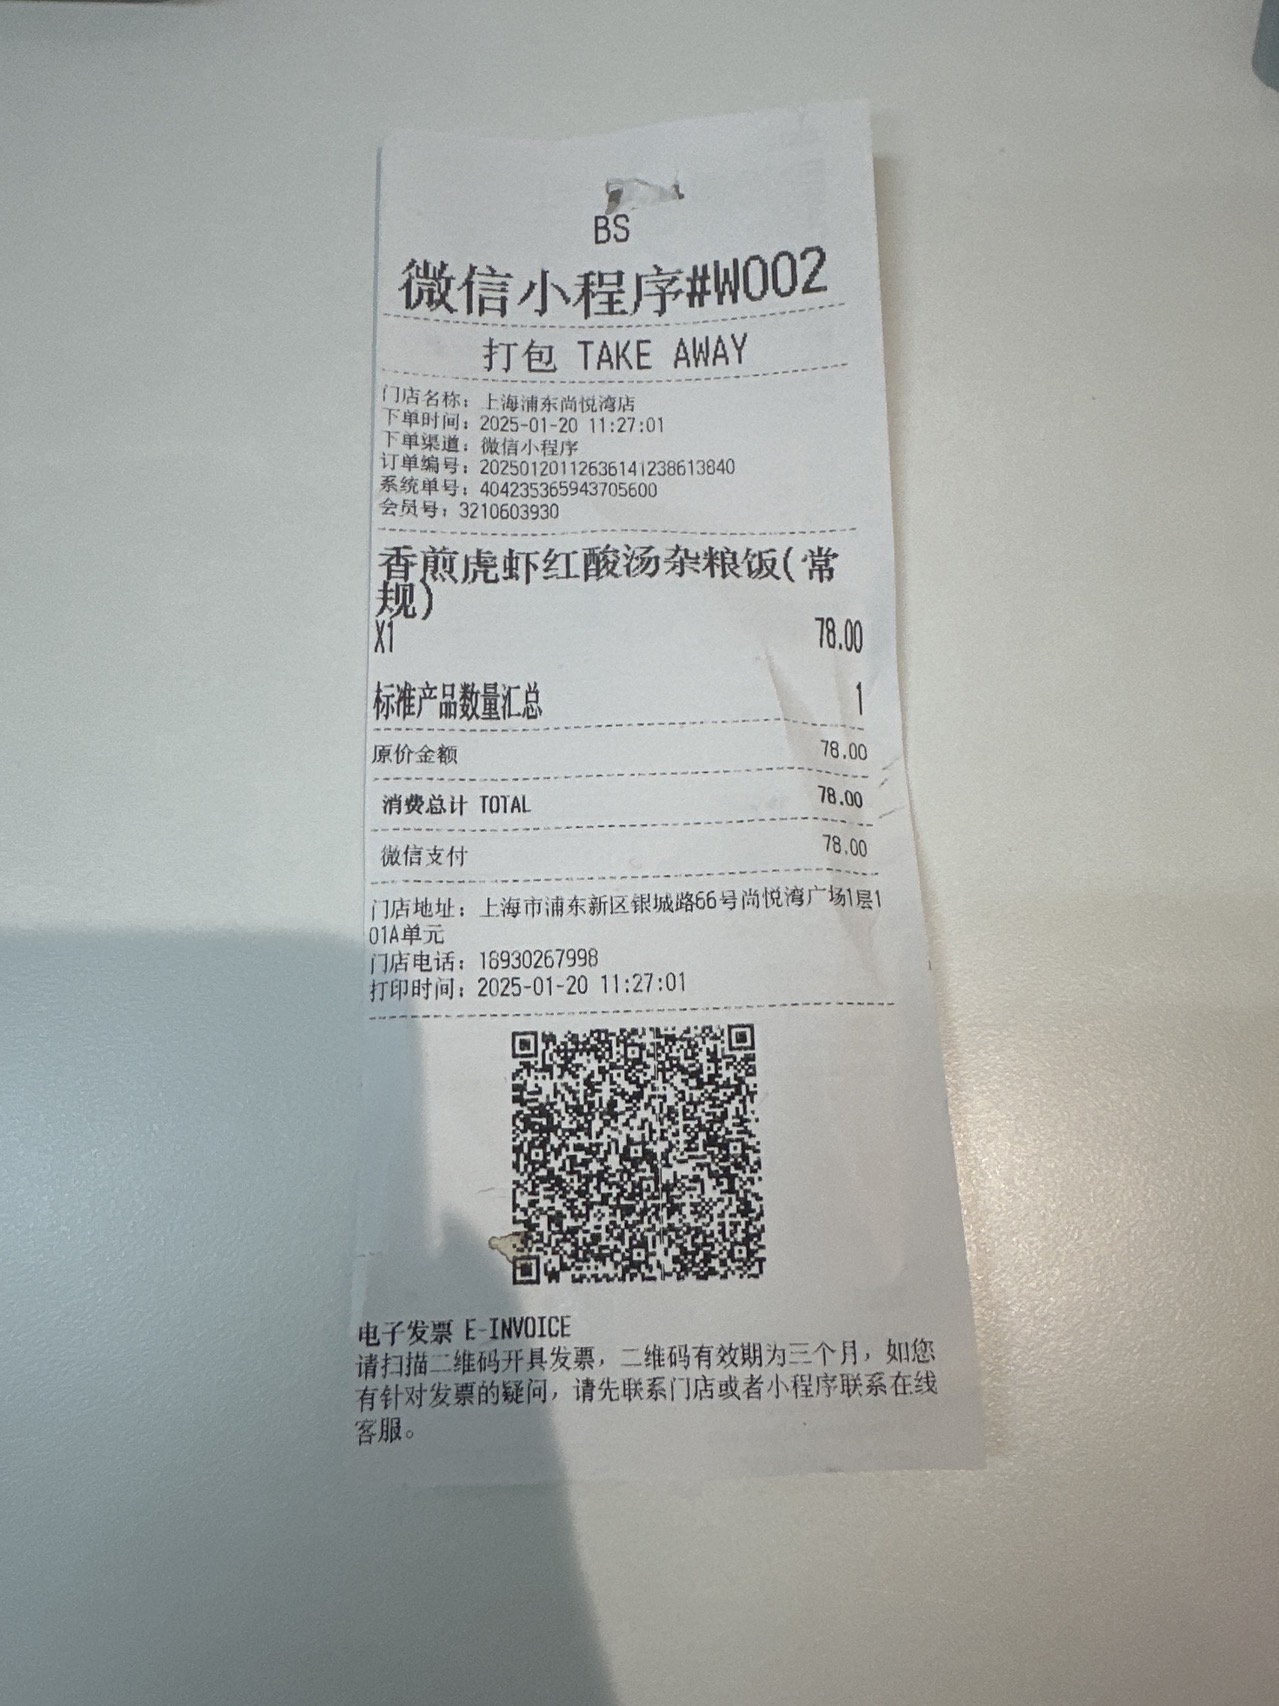 BS
微信小程序#W002
打包 TAKE AWAY
门店名称：上海浦东尚悦湾店
下单时间：2025-01-20 11:27:01
下单渠道：微信小程序
订单编号：20250120112636141238613840
系统单号：404235365943705600
会员号：3210603930
香煎虎虾红酸汤杂粮饭(常
规)
X1 78.00
标准产品数量汇总 1
原价金额 78.00
消费总计 TOTAL 78.00
微信支付 78.00
门店地址：上海市浦东新区银城路66号尚悦湾广场1层1
01A单元
门店电话：18930267998
打印时间：2025-01-20 11:27:01
电子发票 E-INVOICE
请扫描二维码开具发票，二维码有效期为三个月，如您
有针对发票的疑问，请先联系门店或者小程序联系在线
客服。